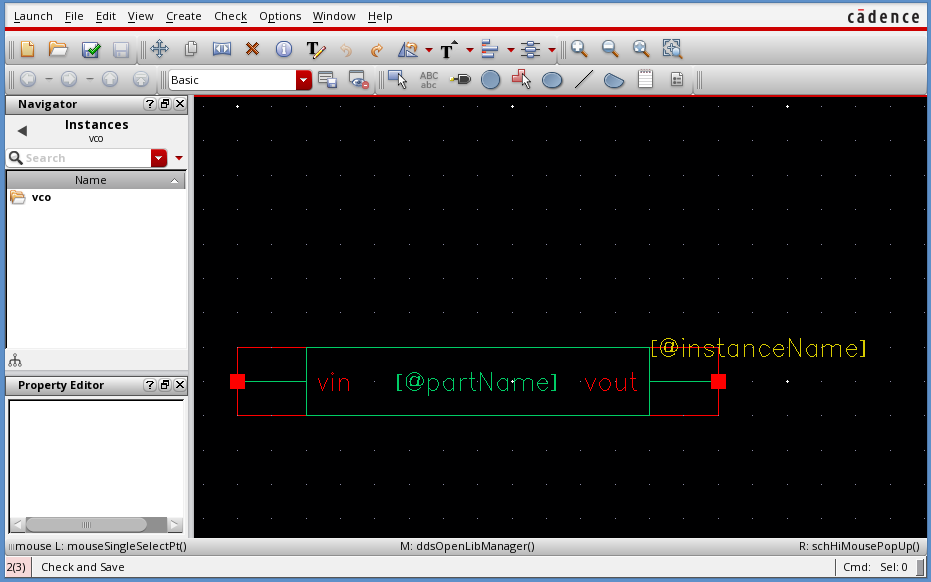 Launch File Edit View Create Check Options Window Help cādence
Basic
ABC
abc
Navigator
Instances
vco
Search
Name
vco
Property Editor
[@instanceName]
vin [@partName] vout
mouse L: mouseSingleSelectPt() M: ddsOpenLibManager() R: schHiMousePopUp()
2(3) Check and Save Cmd: Sel: 0